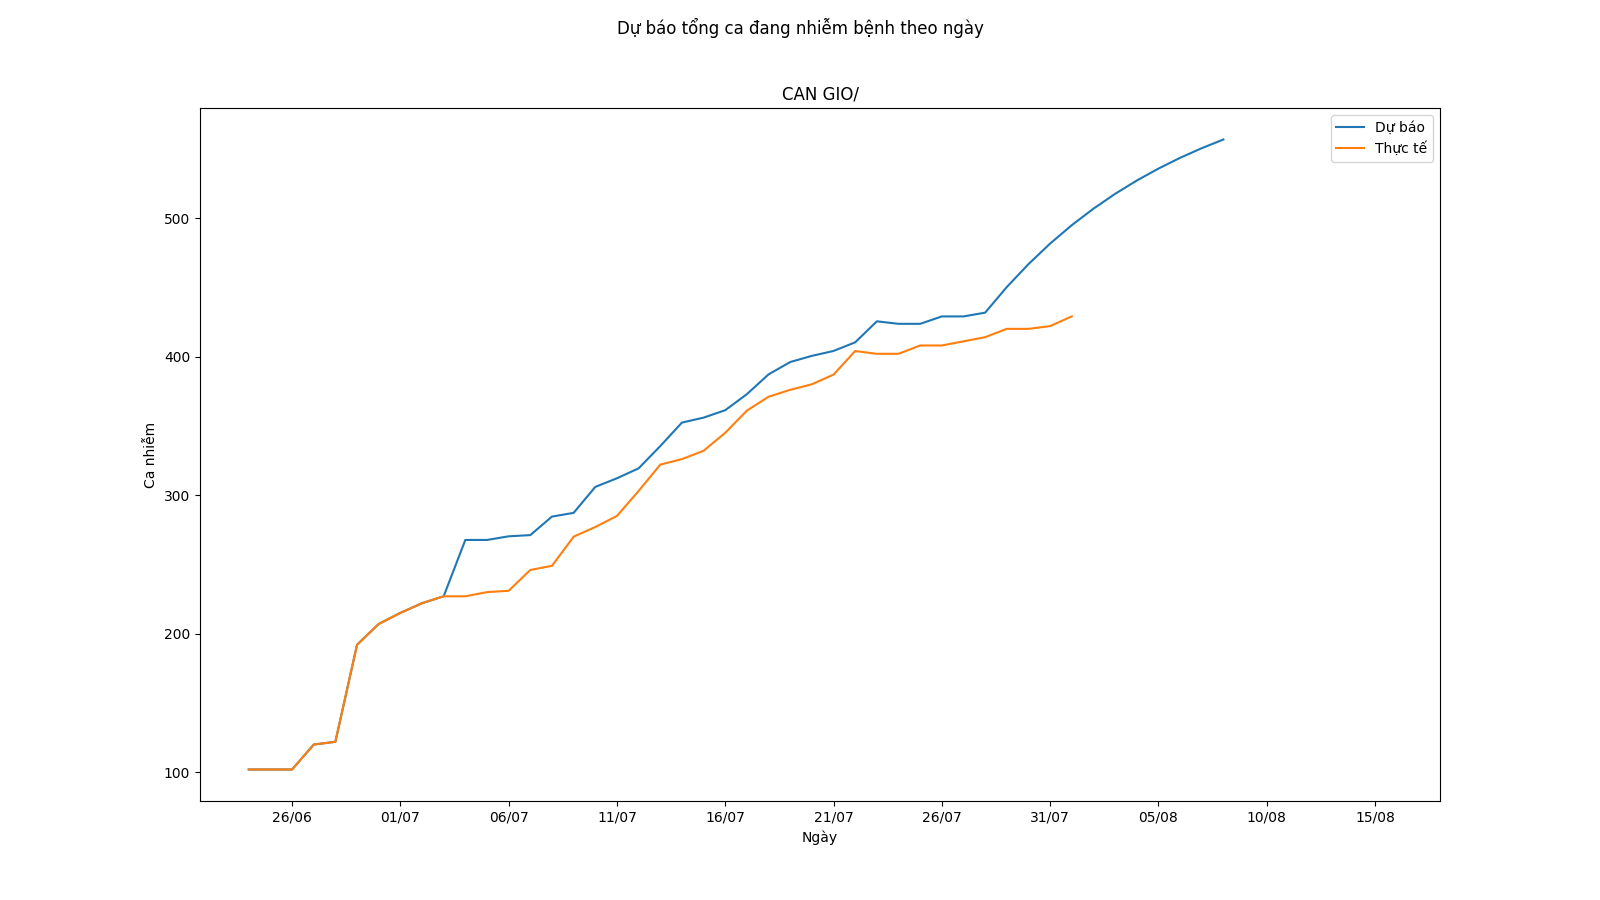 Dự báo tổng ca đang nhiễm bệnh theo ngày
CAN GIO/
Dự báo
Thực tế
500
400
300
200
100
Ca nhiễm
26/06 01/07 06/07 11/07 16/07 21/07 26/07 31/07 05/08 10/08 15/08
Ngày